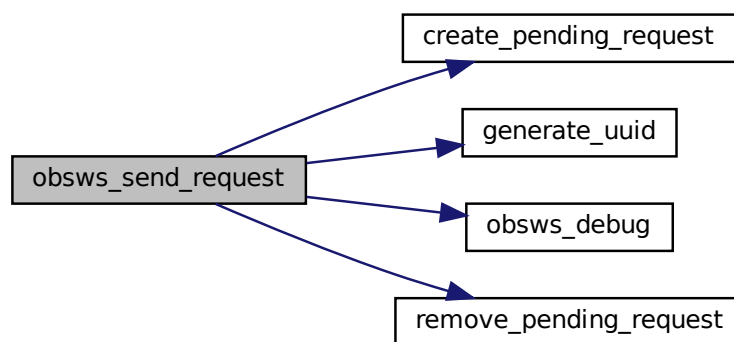 create_pending_request
generate_uuid
obsws_send_request
obsws_debug
remove_pending_request